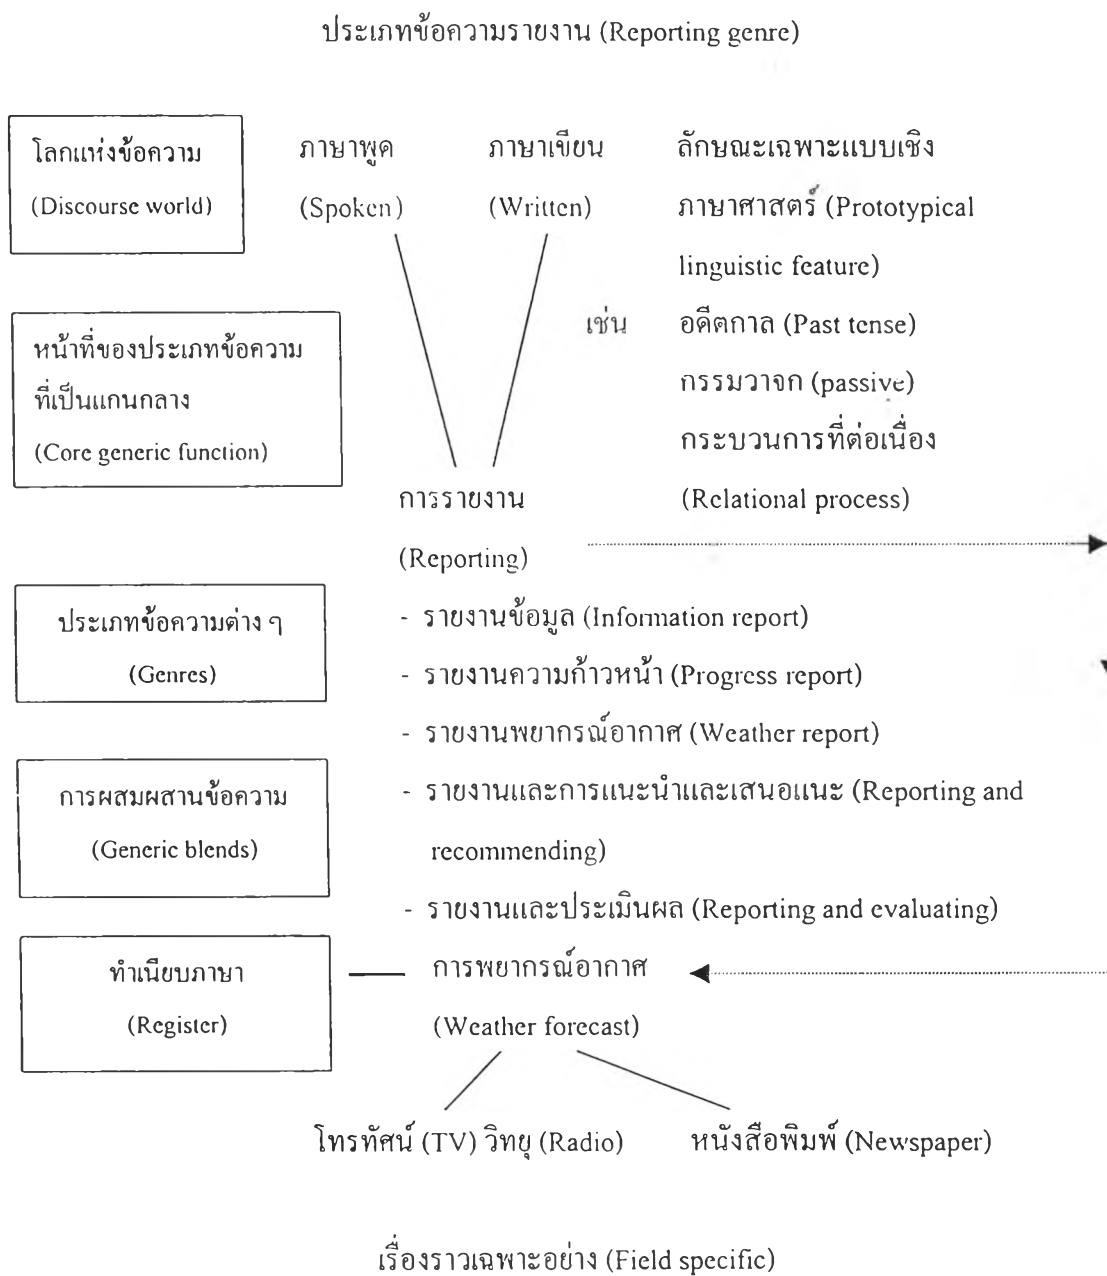 ประเภทข้อความรายงาน (Reporting genre)
โลกแห่งข้อความ
(Discourse world)
ภาษาพูด
(Spoken)
ภาษาเขียน
(Written)
ลักษณะเฉพาะแบบเชิง
ภาษาศาสตร์ (Prototypical
linguistic feature)
เช่น
อดีตกาล (Past tense)
กรรมวาจก (passive)
กระบวนการที่ต่อเนื่อง
(Relational process)
หน้าที่ของประเภทข้อความ
ที่เป็นแกนกลาง
(Core generic function)
การรายงาน
(Reporting)
ประเภทข้อความต่าง ๆ
(Genres)
- รายงานข้อมูล (Information report)
- รายงานความก้าวหน้า (Progress report)
- รายงานพยากรณ์อากาศ (Weather report)
การผสมผสานข้อความ
(Generic blends)
- รายงานและการแนะนำและเสนอแนะ (Reporting and
recommending)
- รายงานและประเมินผล (Reporting and evaluating)
ทำเนียบภาษา
(Register)
การพยากรณ์อากาศ
(Weather forecast)
โทรทัศน์ (TV) วิทยุ (Radio)
หนังสือพิมพ์ (Newspaper)
เรื่องราวเฉพาะอย่าง (Field specific)